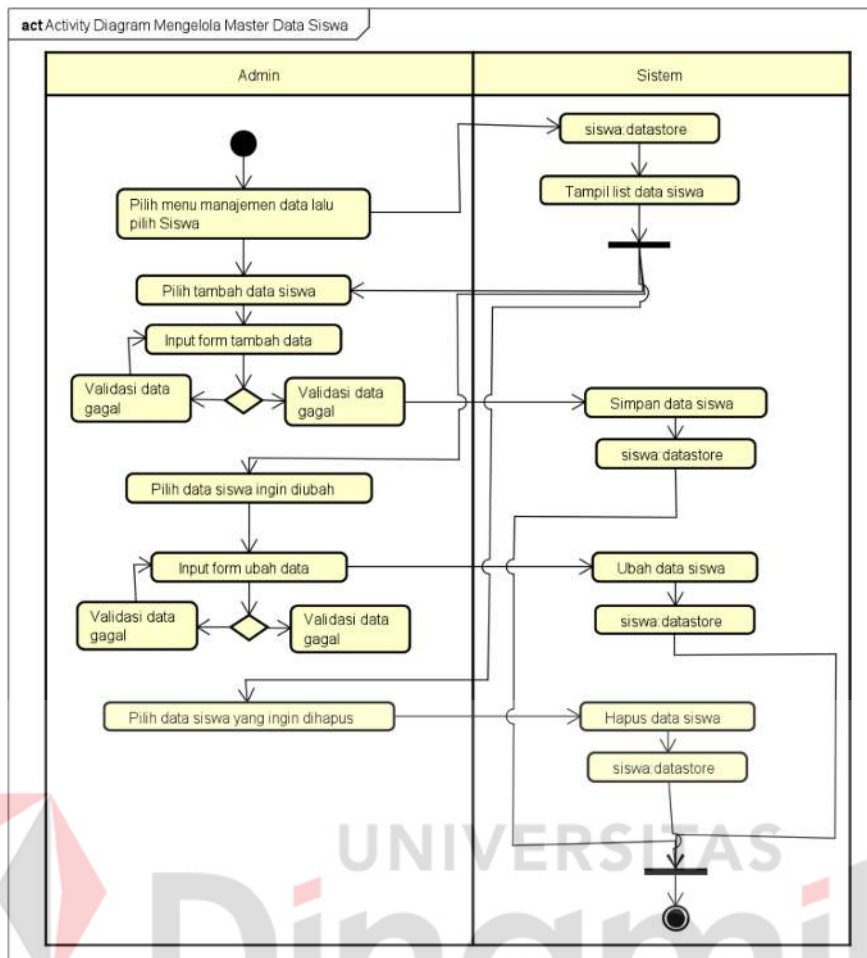 act Activity Diagram Mengelola Master Data Siswa
Admin
Sistem
siswa:datastore
Pilih menu manajemen data lalu
pilih Siswa
Tampil list data siswa
Pilih tambah data siswa
Input form tambah data
Validasi data
gagal
Validasi data
gagal
Simpan data siswa
siswa:datastore
Pilih data siswa ingin diubah
Input form ubah data
Ubah data siswa
Validasi data
gagal
Validasi data
gagal
siswa:datastore
Pilih data siswa yang ingin dihapus
Hapus data siswa
siswa:datastore
UNIVERSITAS